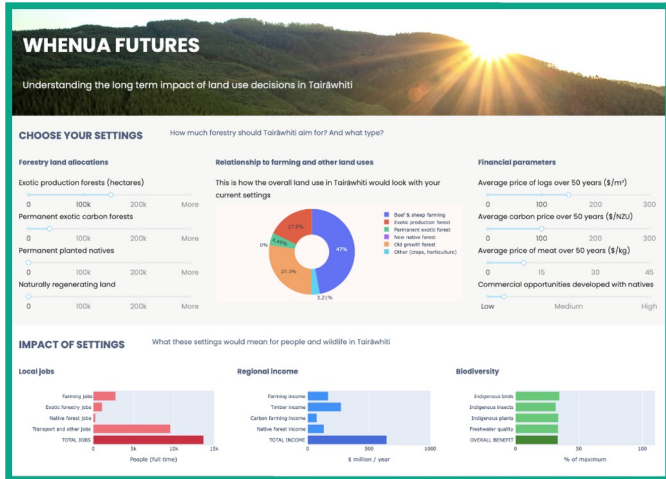 WHENUA FUTURES
Understanding the long term impact of land use decisions in Tairāwhiti
CHOOSE YOUR SETTINGS
How much forestry should Tairāwhiti aim for? And what type?
Forestry land allocations
Exotic production forests (hectares)
0 100k 200k More
Permanent exotic carbon forests
0 100k 200k More
Permanent planted natives
0 100k 200k More
Naturally regenerating land
0 100k 200k More
Relationship to farming and other land uses
This is how the overall land use in Tairāwhiti would look with your
current settings
47%
3.21%
27.3%
0%
4.49%
Beef & sheep farming
Exotic production forest
Permanent exotic forest
New native forest
Old growth forest
Other (crops, horticulture)
Financial parameters
Average price of logs over 50 years ($/m³)
0 100 200 300
Average carbon price over 50 years ($/NZU)
0 100 200 300
Average price of meat over 50 years ($/kg)
0 15 30 45
Commercial opportunities developed with natives
Low Medium High
IMPACT OF SETTINGS
What these settings would mean for people and wildlife in Tairāwhiti
Local jobs
Farming jobs
Exotic forestry jobs
Native forest jobs
Transport and other jobs
TOTAL JOBS
0 5k 10k 15k
People (full time)
Regional income
Farming income
Timber income
Carbon farming income
Native forest income
TOTAL INCOME
0 500 1000
$ million / year
Biodiversity
Indigenous birds
Indigenous insects
Indigenous plants
Freshwater quality
OVERALL BENEFIT
0 50 100
% of maximum